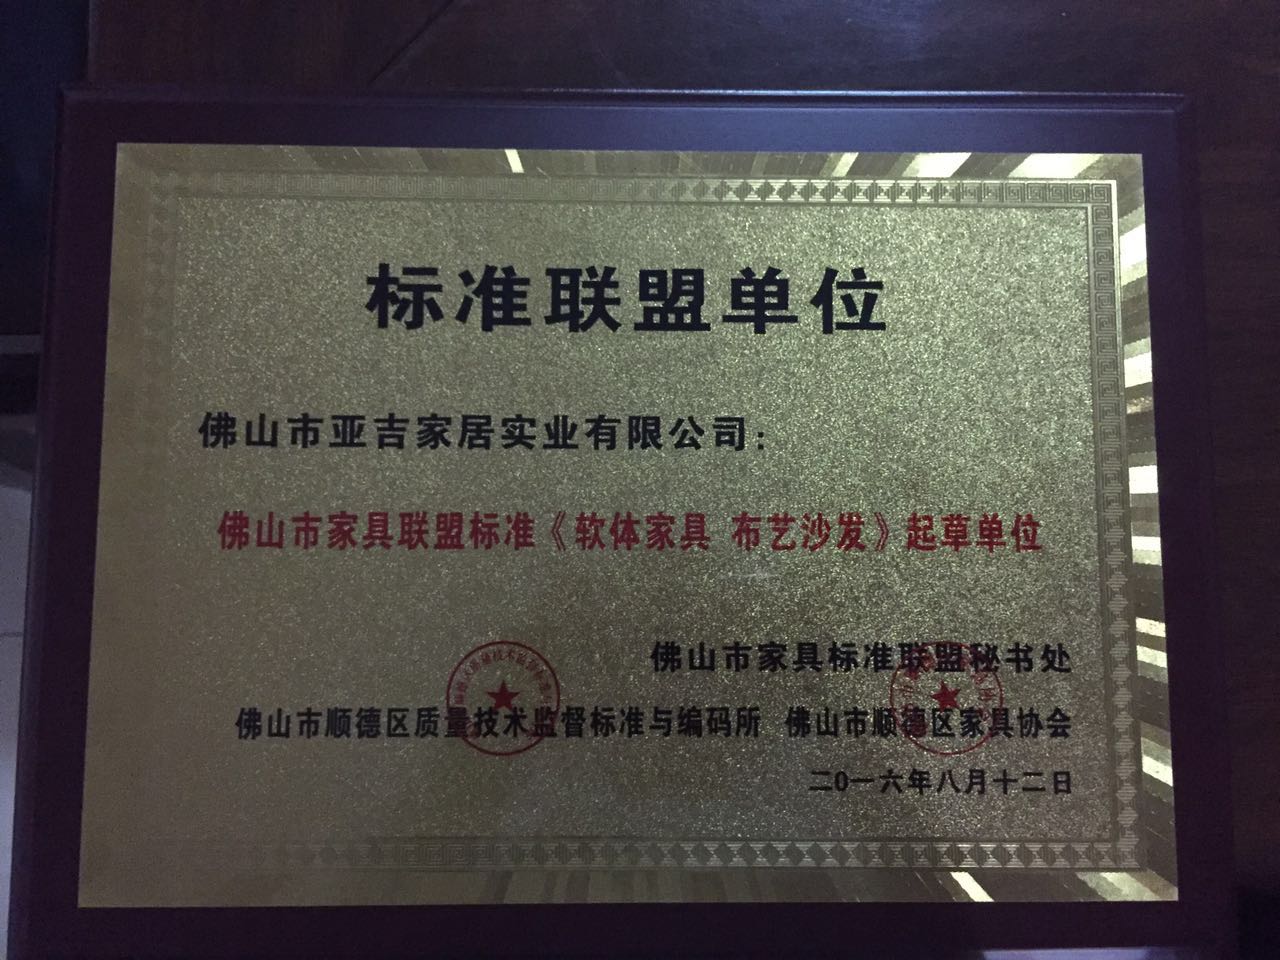 标准联盟单位
佛山市亚吉家居实业有限公司：
佛山市家具联盟标准《软体家具 布艺沙发》起草单位
佛山市家具标准联盟秘书处
佛山市顺德区质量技术监督标准与编码所 佛山市顺德区家具协会
二0一六年八月十二日